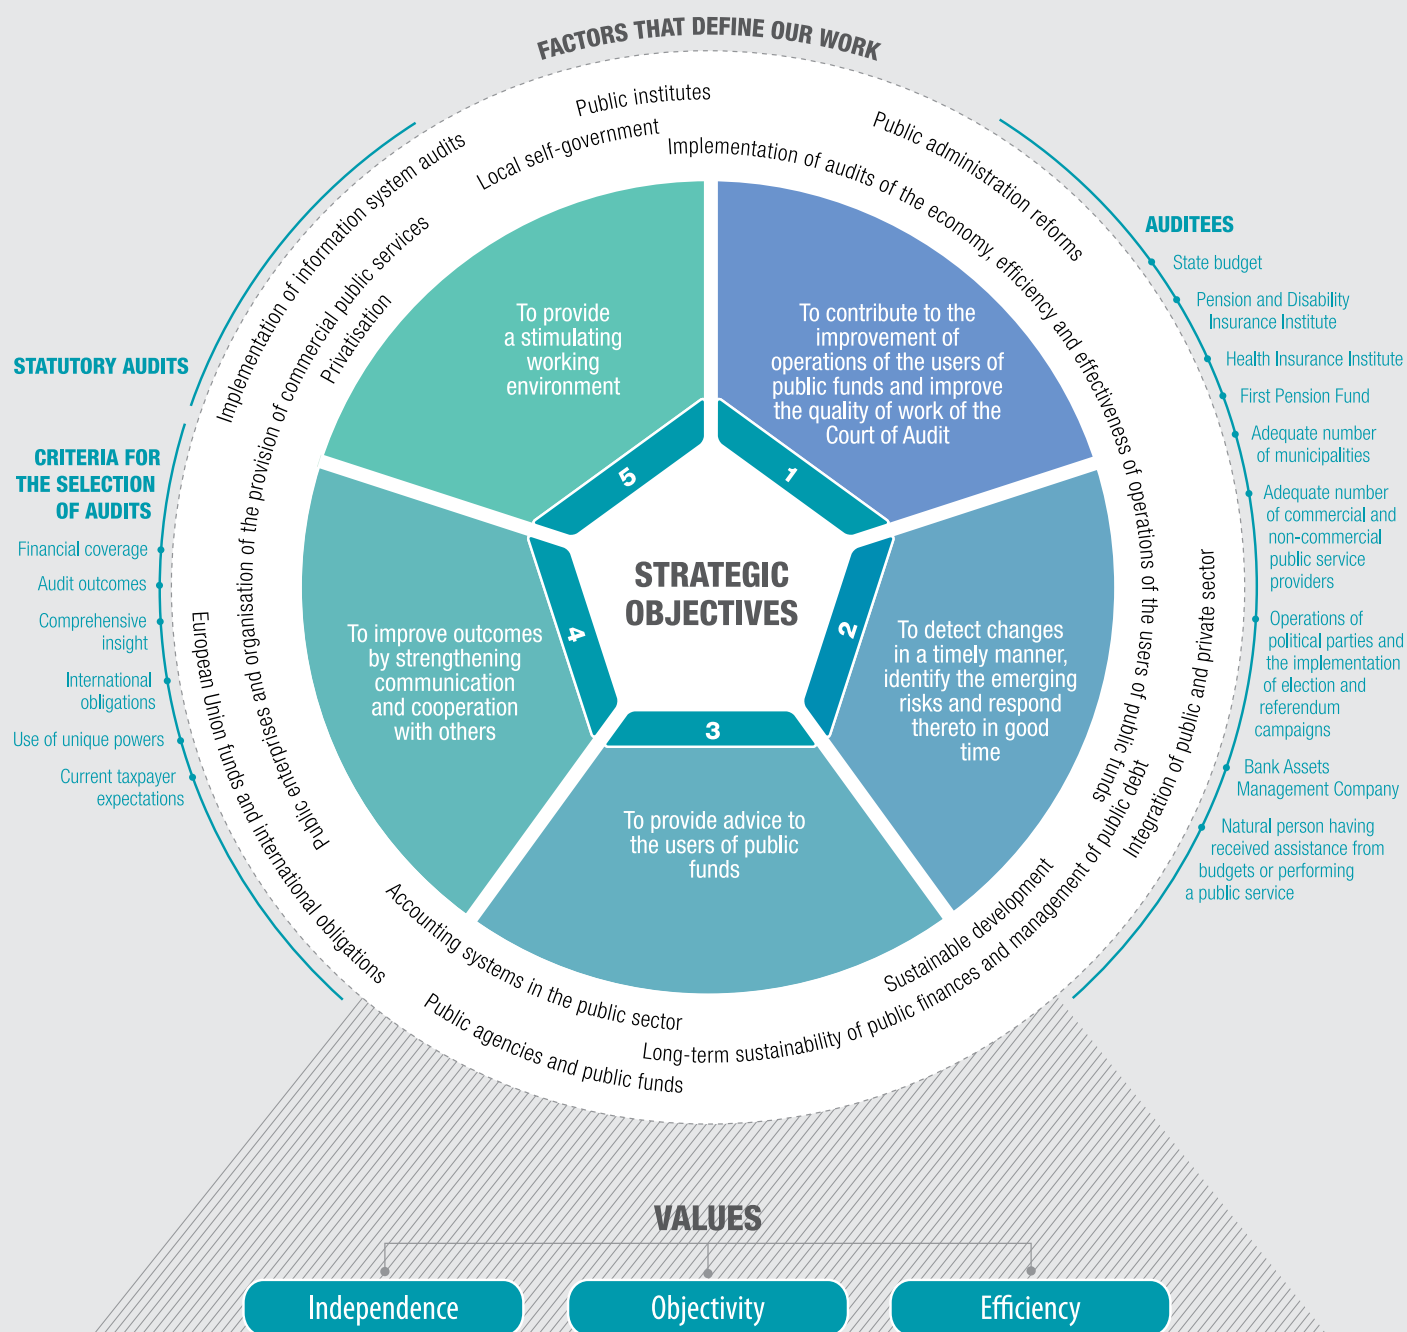 FACTORS THAT DEFINE OUR WORK
Public institutes
Local self-government
Implementation of audits of the economy, efficiency and effectiveness of operations of the users of public funds
Public administration reforms
Integration of public and private sector
Long-term sustainability of public finances and management of public debt
Sustainable development
Accounting systems in the public sector
Public agencies and public funds
European Union funds and international obligations
Public enterprises and organisation of the provision of commercial public services
Privatisation
Implementation of information system audits
STATUTORY AUDITS
CRITERIA FOR
THE SELECTION
OF AUDITS
Financial coverage
Audit outcomes
Comprehensive
insight
International
obligations
Use of unique powers
Current taxpayer
expectations
STRATEGIC
OBJECTIVES
1
To contribute to the
improvement of
operations of the users of
public funds and improve
the quality of work of the
Court of Audit
2
To detect changes
in a timely manner,
identify the emerging
risks and respond
thereto in good
time
3
To provide advice to
the users of public
funds
4
To improve outcomes
by strengthening
communication
and cooperation
with others
5
To provide
a stimulating
working
environment
AUDITEES
State budget
Pension and Disability
Insurance Institute
Health Insurance Institute
First Pension Fund
Adequate number
of municipalities
Adequate number
of commercial and
non-commercial
public service
providers
Operations of
political parties and
the implementation
of election and
referendum
campaigns
Bank Assets
Management Company
Natural person having
received assistance from
budgets or performing
a public service
VALUES
Independence
Objectivity
Efficiency